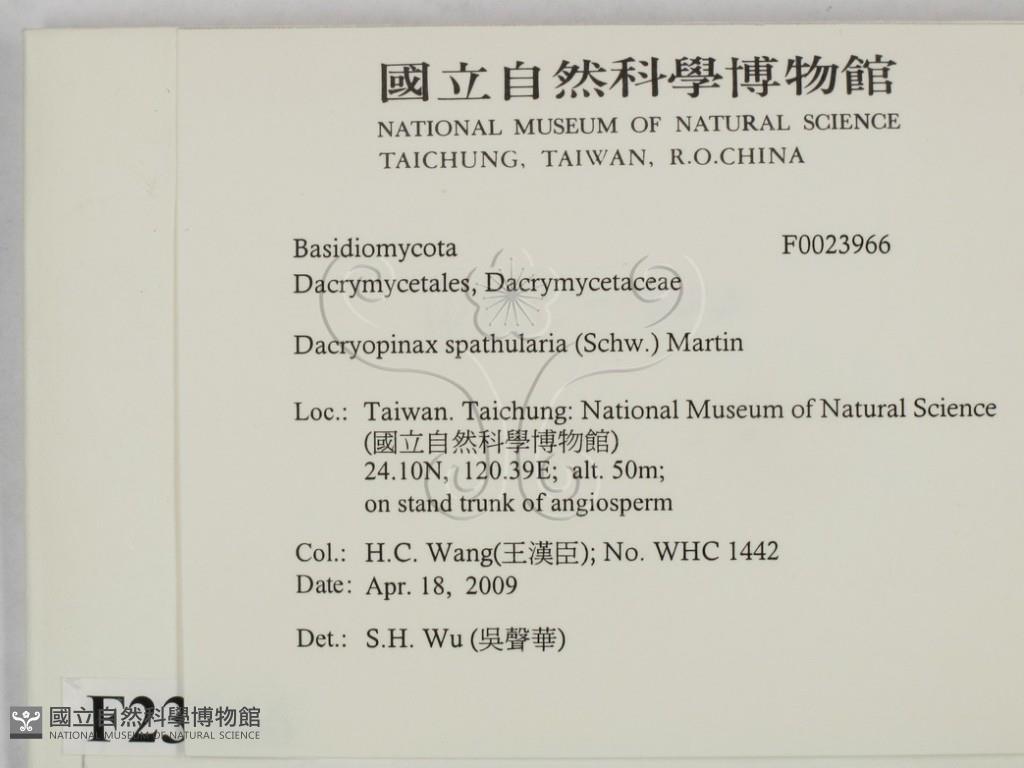 國立自然科學博物館
NATIONAL MUSEUM OF NATURAL SCIENCE
TAICHUNG, TAIWAN, R.O.CHINA
Basidiomycota F0023966
Dacrymycetales, Dacrymycetaceae
Dacryopinax spathularia (Schw.) Martin
Loc.: Taiwan. Taichung: National Museum of Natural Science
(國立自然科學博物館)
24.10N, 120.39E; alt. 50m;
on stand trunk of angiosperm
Col.: H.C. Wang(王漢臣); No. WHC 1442
Date: Apr. 18, 2009
Det.: S.H. Wu (吳聲華)
F23
國立自然科學博物館
NATIONAL MUSEUM OF NATURAL SCIENCE